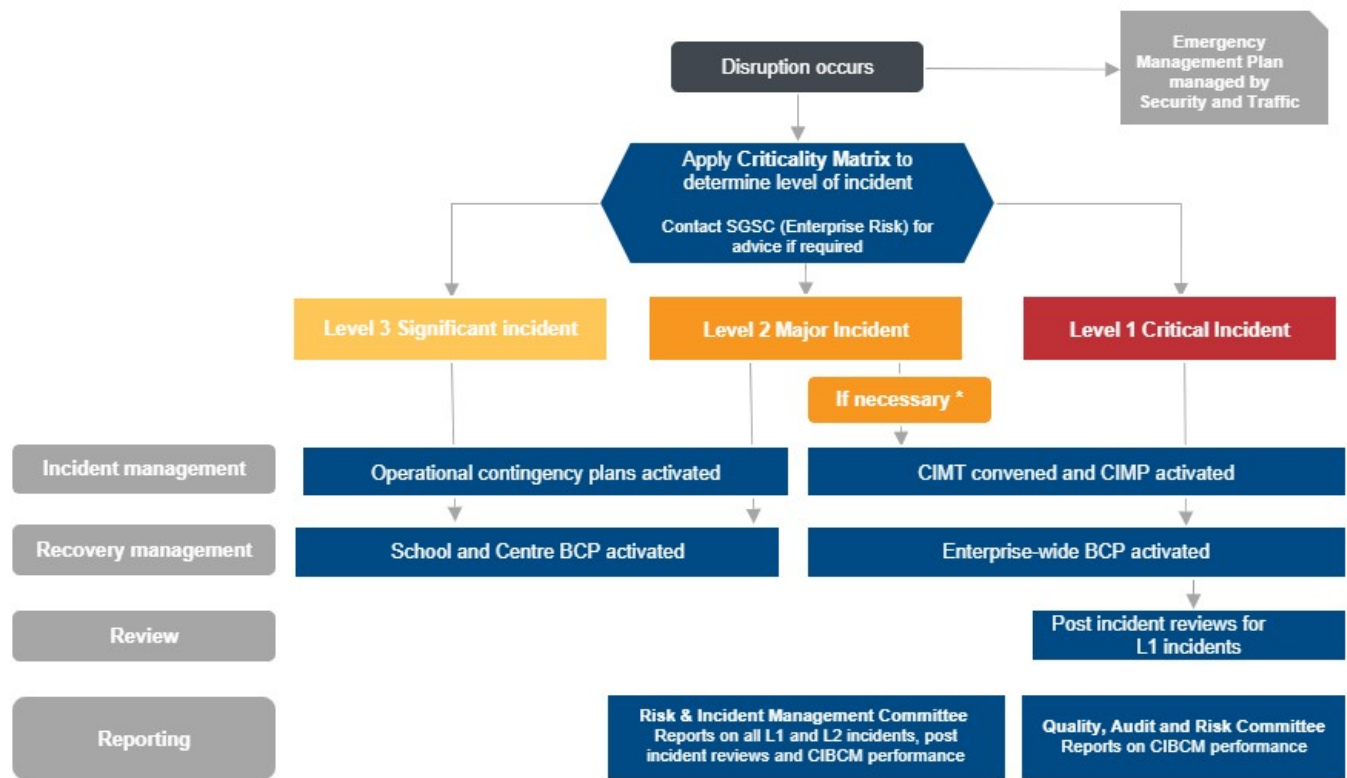 Disruption occurs
Emergency
Management Plan
managed by
Security and Traffic
Apply Criticality Matrix to
determine level of incident
Contact SGSC (Enterprise Risk) for
advice if required
Level 3 Significant incident
Level 2 Major Incident
Level 1 Critical Incident
If necessary *
Incident management
Operational contingency plans activated
CIMT convened and CIMP activated
Recovery management
School and Centre BCP activated
Enterprise-wide BCP activated
Review
Post incident reviews for
L1 incidents
Reporting
Risk & Incident Management Committee
Reports on all L1 and L2 incidents, post
incident reviews and CIBCM performance
Quality, Audit and Risk Committee
Reports on CIBCM performance